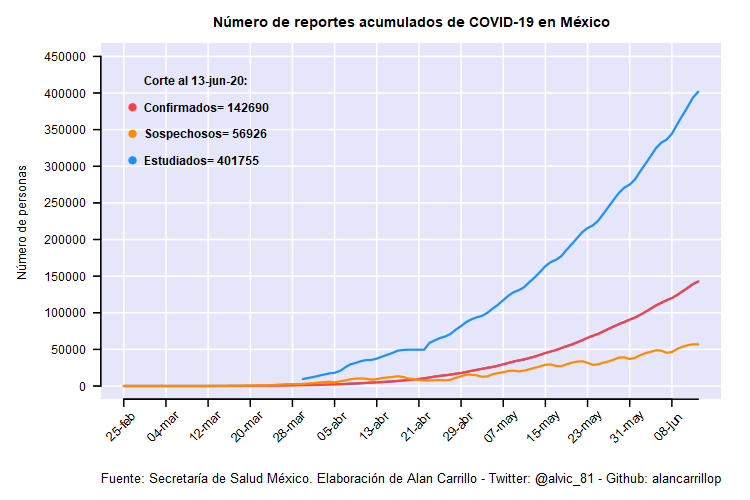 Número de reportes acumulados de COVID-19 en México
Número de personas
450000
400000
350000
300000
250000
200000
150000
100000
50000
0
Corte al 13-jun-20:
Confirmados= 142690
Sospechosos= 56926
Estudiados= 401755
25-feb
04-mar
12-mar
20-mar
28-mar
05-abr
13-abr
21-abr
29-abr
07-may
15-may
23-may
31-may
08-jun
Fuente: Secretaría de Salud México. Elaboración de Alan Carrillo - Twitter: @alvic_81 - Github: alancarrillop